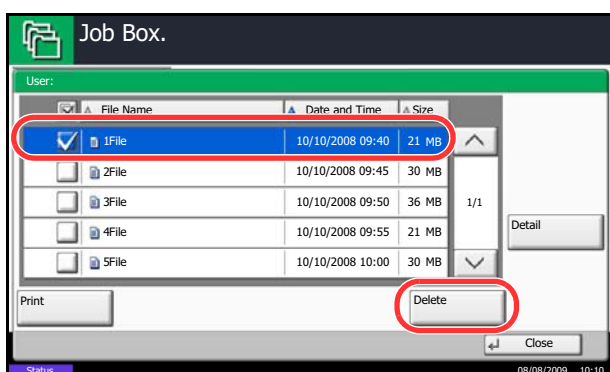 Job Box.
User:
File Name Date and Time Size
1File 10/10/2008 09:40 21 MB
2File 10/10/2008 09:45 30 MB
3File 10/10/2008 09:50 36 MB
4File 10/10/2008 09:55 21 MB
5File 10/10/2008 10:00 30 MB
1/1
Detail
Print
Delete
Close
Status 08/08/2009 10:10